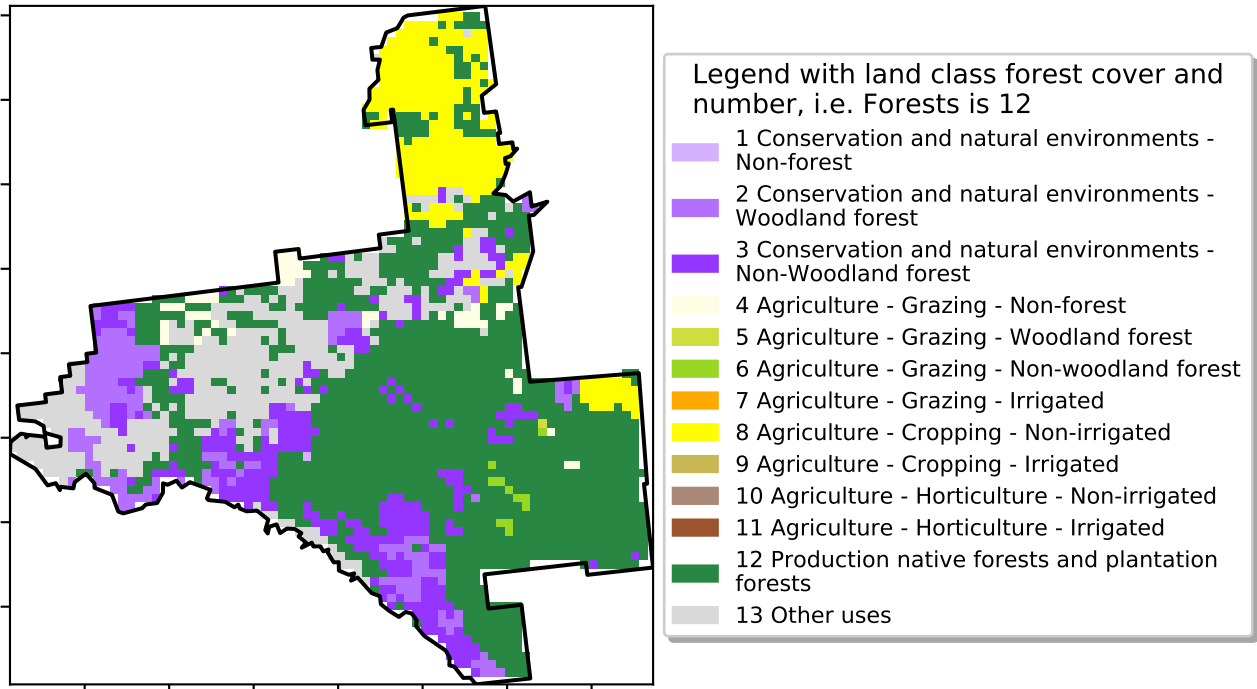 Legend with land class forest cover and
number, i.e. Forests is 12
1 Conservation and natural environments -
Non-forest
2 Conservation and natural environments -
Woodland forest
3 Conservation and natural environments -
Non-Woodland forest
4 Agriculture - Grazing - Non-forest
5 Agriculture - Grazing - Woodland forest
6 Agriculture - Grazing - Non-woodland forest
7 Agriculture - Grazing - Irrigated
8 Agriculture - Cropping - Non-irrigated
9 Agriculture - Cropping - Irrigated
10 Agriculture - Horticulture - Non-irrigated
11 Agriculture - Horticulture - Irrigated
12 Production native forests and plantation
forests
13 Other uses